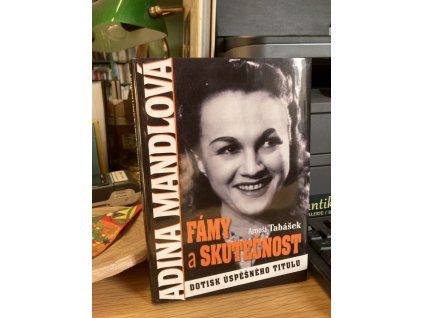 ADINA MANDLOVÁ
Arnošt Tabášek
FÁMY
a SKUTEČNOST
DOTISK ÚSPĚŠNÉHO TITULU